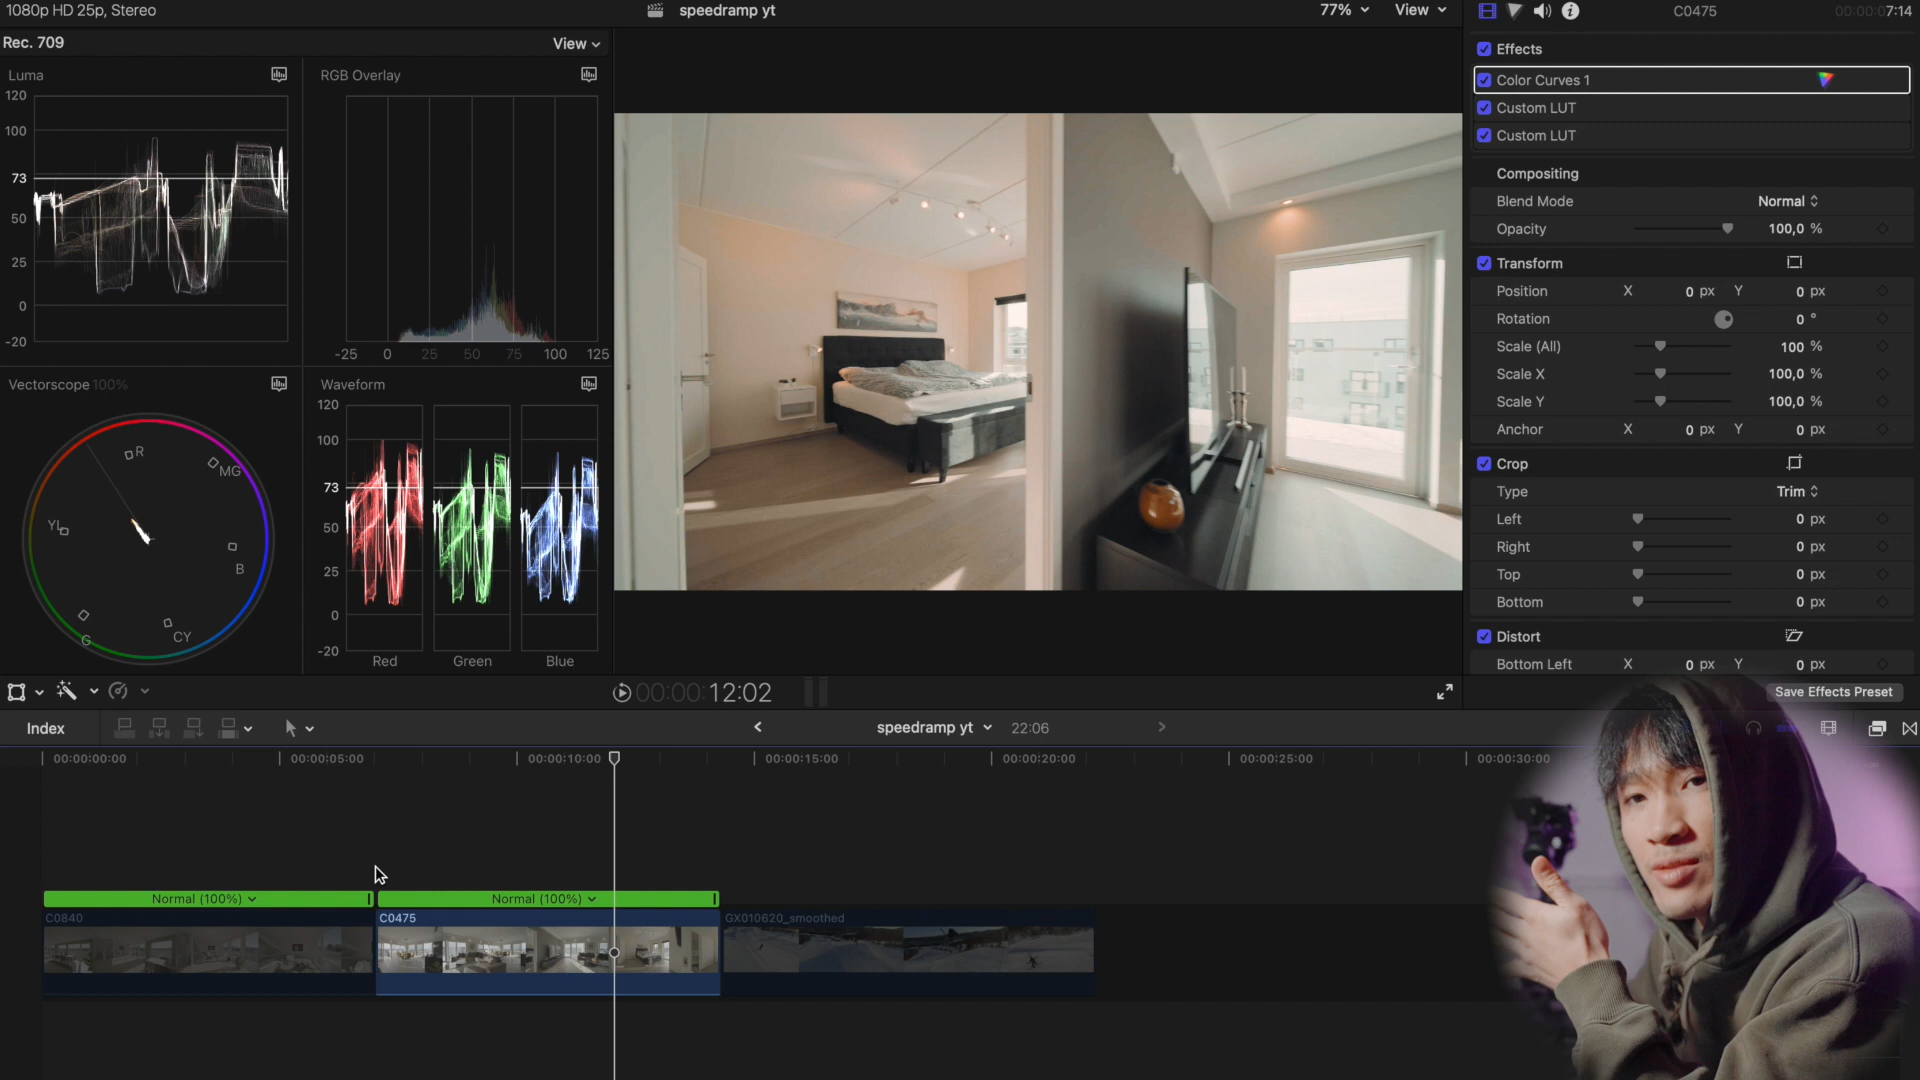 1080p HD 25p, Stereo
speedramp yt
77%
View
C0475
00:00:07:14
Rec. 709
View
Luma
120
100
73
50
25
0
-20
RGB Overlay
-25 0 25 50 75 100 125
Vectorscope 100%
R
MG
B
CY
G
YL
Waveform
120
100
73
50
25
0
-20
Red Green Blue
Effects
Color Curves 1
Custom LUT
Custom LUT
Compositing
Blend Mode Normal
Opacity 100,0 %
Transform
Position X 0 px Y 0 px
Rotation 0 °
Scale (All) 100 %
Scale X 100,0 %
Scale Y 100,0 %
Anchor X 0 px Y 0 px
Crop
Type Trim
Left 0 px
Right 0 px
Top 0 px
Bottom 0 px
Distort
Bottom Left X 0 px Y 0 px
Save Effects Preset
00:00:12:02
Index
speedramp yt
22:06
00:00:00:00 00:00:05:00 00:00:10:00 00:00:15:00 00:00:20:00 00:00:25:00 00:00:30:00
Normal (100%) Normal (100%)
C0840 C0475 GX010620_smoothed